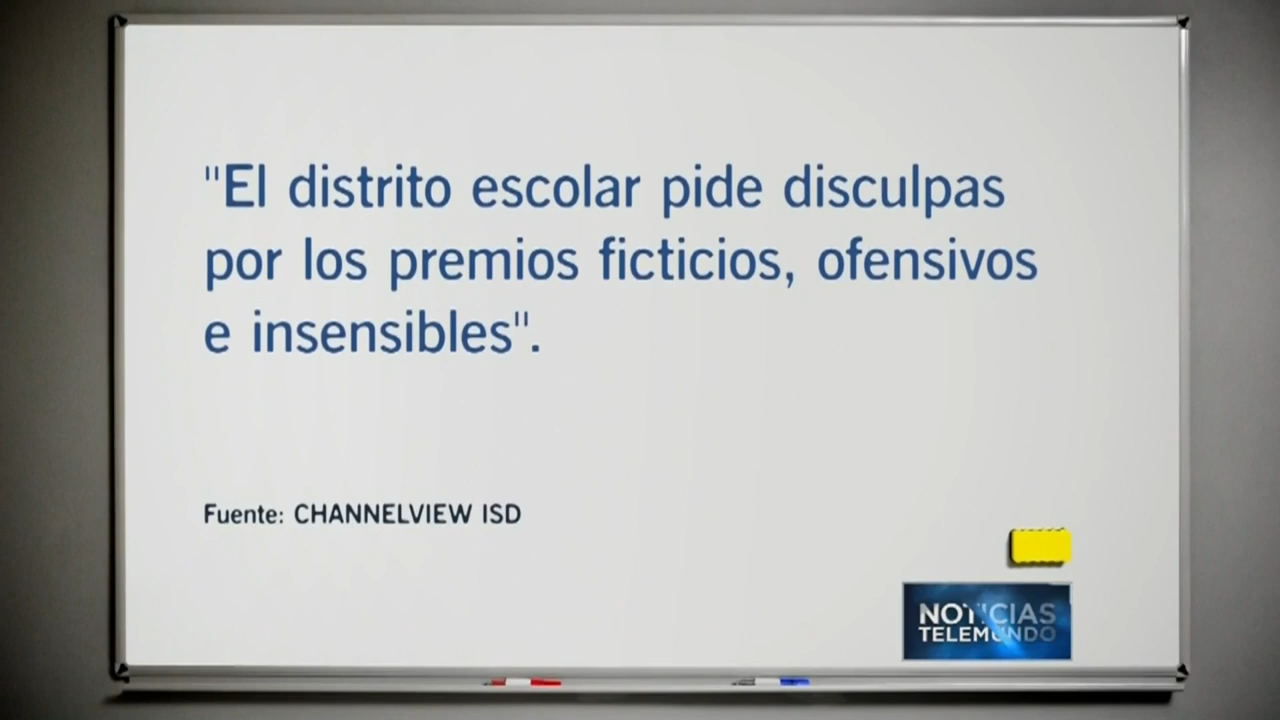 "El distrito escolar pide disculpas
por los premios ficticios, ofensivos
e insensibles".
Fuente: CHANNELVIEW ISD
NOTICIAS
TELEMUNDO